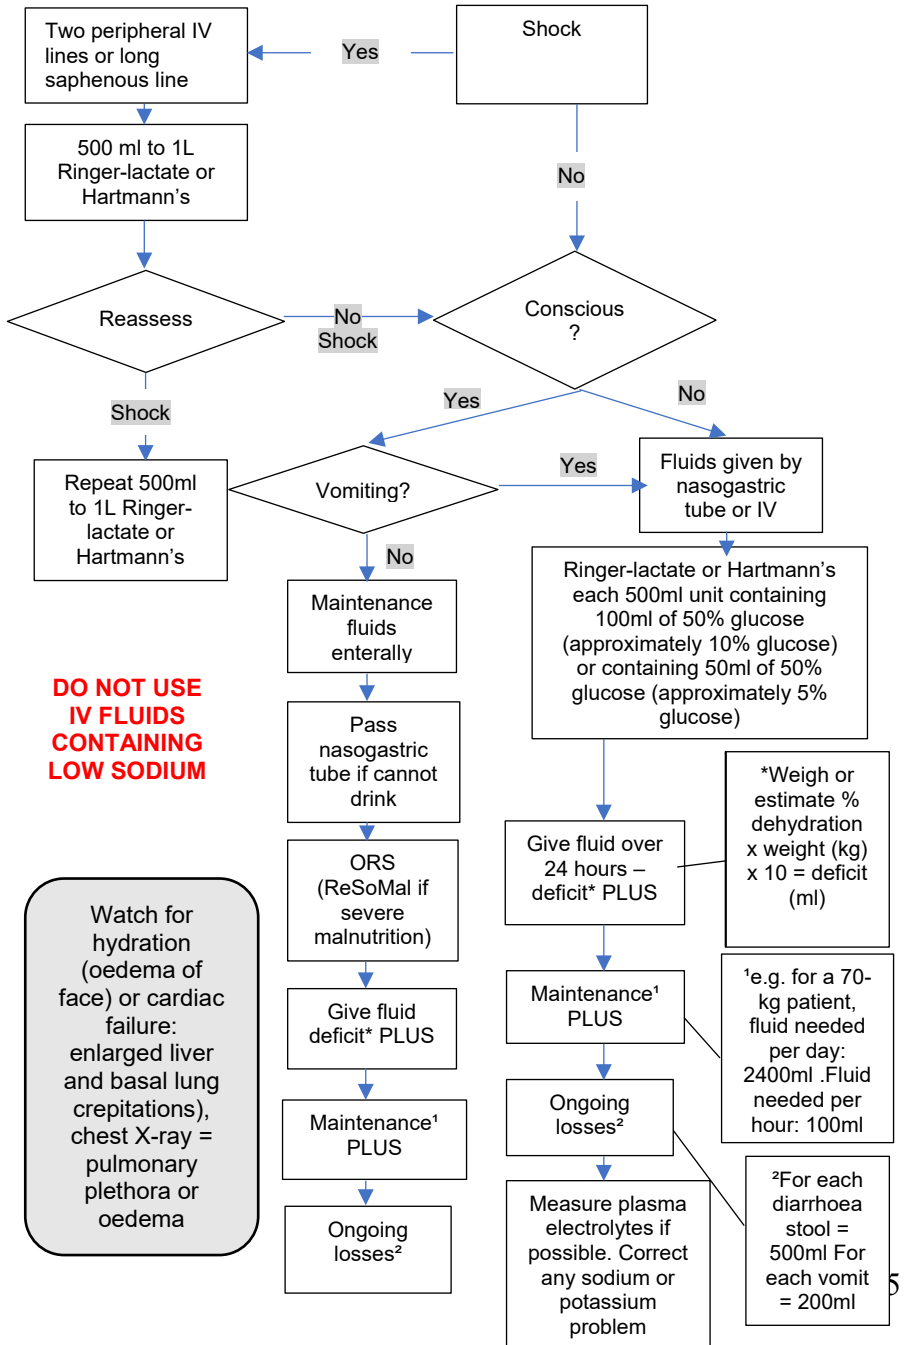 Shock
Yes
Two peripheral IV
lines or long
saphenous line
500 ml to 1L
Ringer-lactate or
Hartmann’s
No
Reassess
No
Shock
Conscious
?
Shock
Yes
No
Repeat 500ml
to 1L Ringer-
lactate or
Hartmann’s
Vomiting?
Yes
Fluids given by
nasogastric
tube or IV
No
Maintenance
fluids
enterally
Ringer-lactate or Hartmann’s
each 500ml unit containing
100ml of 50% glucose
(approximately 10% glucose)
or containing 50ml of 50%
glucose (approximately 5%
glucose)
DO NOT USE
IV FLUIDS
CONTAINING
LOW SODIUM
Pass
nasogastric
tube if cannot
drink
*Weigh or
estimate %
dehydration
x weight (kg)
x 10 = deficit
(ml)
ORS
(ReSoMal if
severe
malnutrition)
Give fluid over
24 hours –
deficit* PLUS
Watch for
hydration
(oedema of
face) or cardiac
failure:
enlarged liver
and basal lung
crepitations),
chest X-ray =
pulmonary
plethora or
oedema
Give fluid
deficit* PLUS
Maintenance¹
PLUS
¹e.g. for a 70-
kg patient,
fluid needed
per day:
2400ml .Fluid
needed per
hour: 100ml
Maintenance¹
PLUS
Ongoing
losses²
Ongoing
losses²
Measure plasma
electrolytes if
possible. Correct
any sodium or
potassium
problem
²For each
diarrhoea
stool =
500ml For
each vomit
= 200ml
5